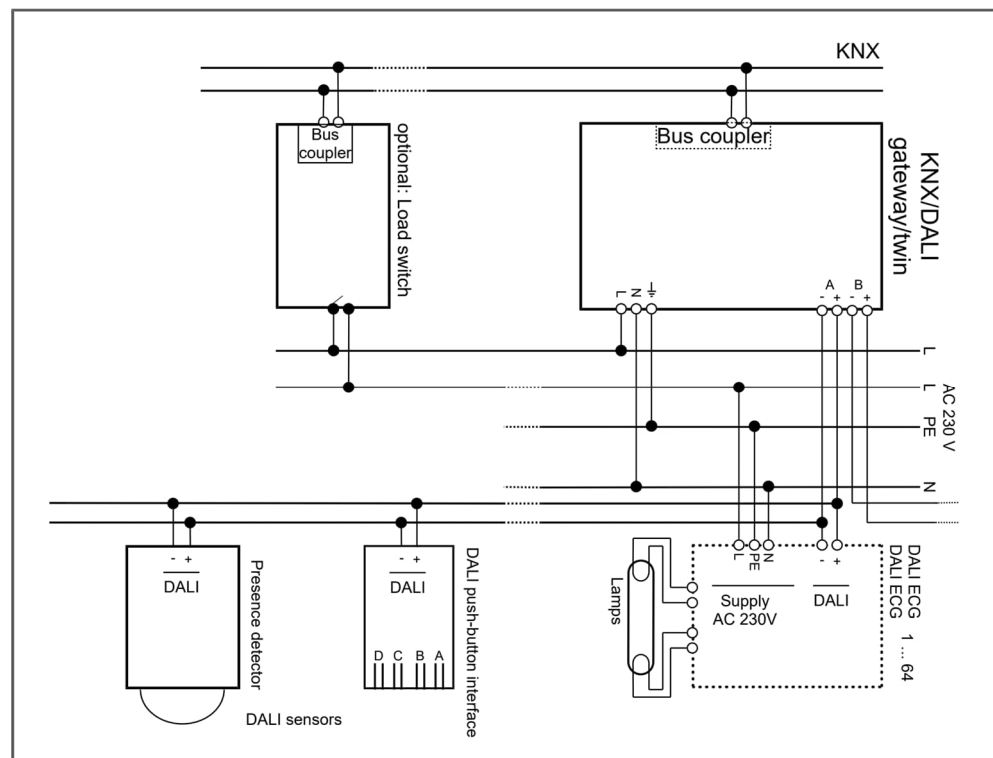 KNX
Bus
coupler
optional: Load switch
Bus coupler
KNX/DALI
gateway/twin
L
N
A
B
-
+
-
+
L
L
PE
N
AC 230 V
- +
DALI
Presence detector
DALI sensors
- +
DALI
D C B A
DALI push-button interface
Lamps
L
PE
N
Supply
AC 230V
- +
DALI
DALI ECG
DALI ECG 1 ... 64